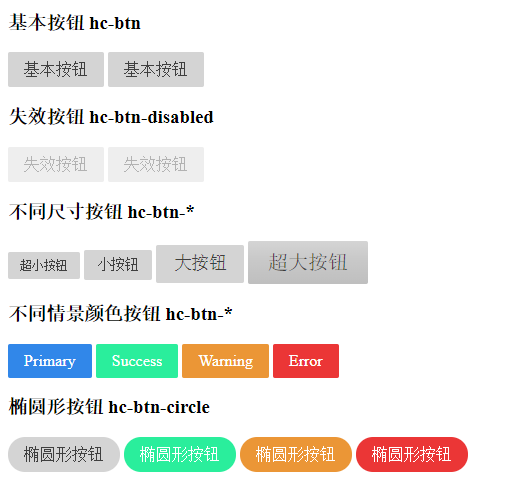 基本按钮 hc-btn
基本按钮 基本按钮
失效按钮 hc-btn-disabled
失效按钮 失效按钮
不同尺寸按钮 hc-btn-*
超小按钮 小按钮 大按钮 超大按钮
不同情景颜色按钮 hc-btn-*
Primary Success Warning Error
椭圆形按钮 hc-btn-circle
椭圆形按钮 椭圆形按钮 椭圆形按钮 椭圆形按钮